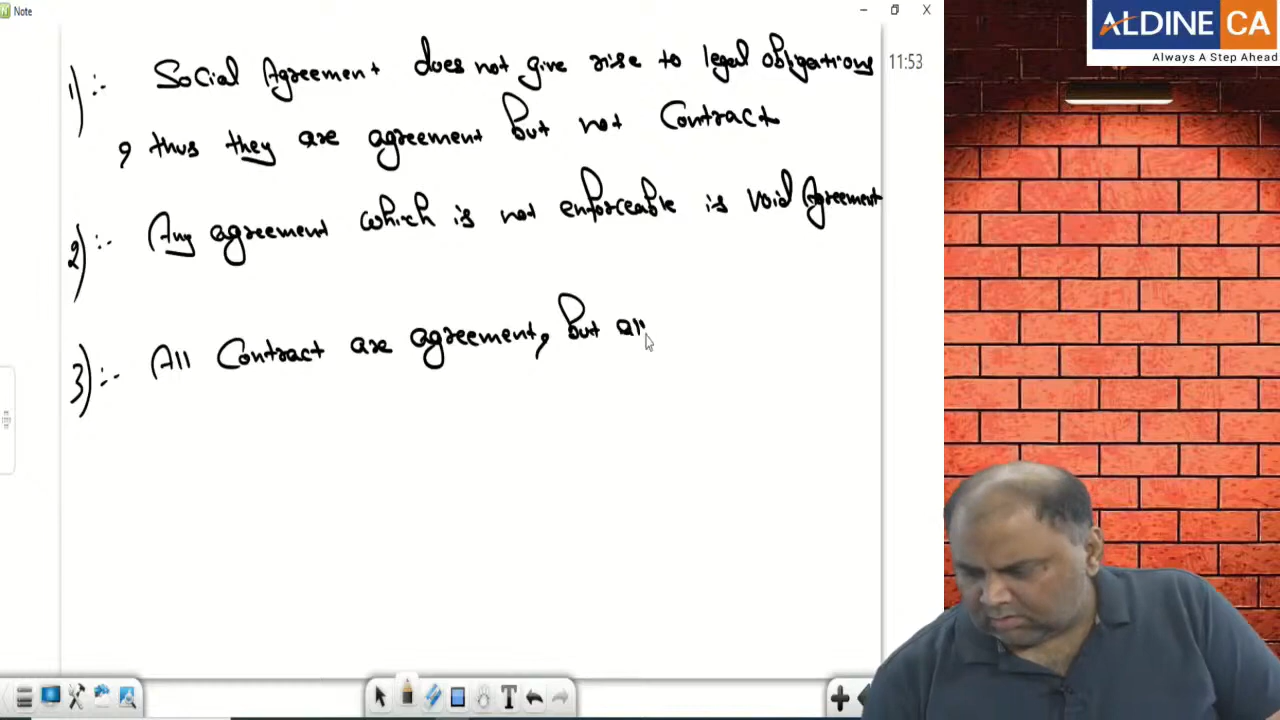 Note
ALDINE CA
Always A Step Ahead
11:53
1) :- Social Agreement does not give rise to legal obligations
, thus they are agreement but not Contract
2) :- Any agreement which is not enforceable is void Agreement
3) :- All Contract are agreement, but all